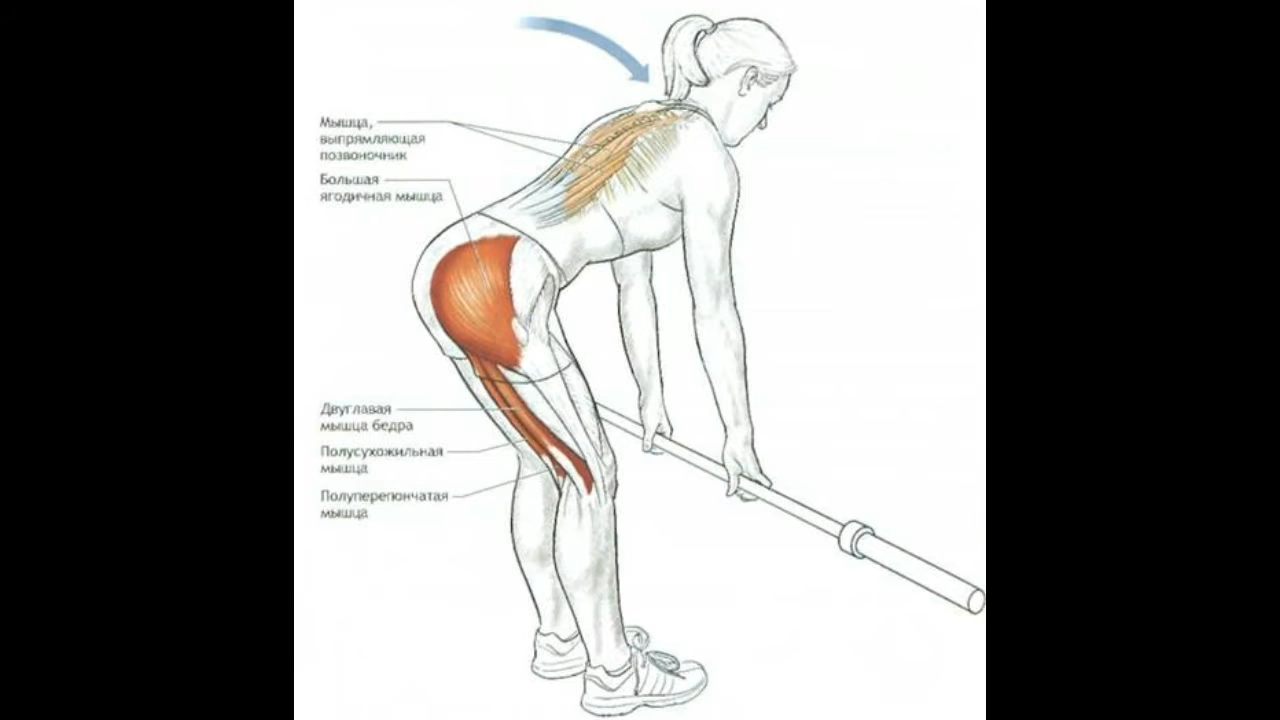 Мышца,
выпрямляющая
позвоночник
Большая
ягодичная мышца
Двуглавая
мышца бедра
Полусухожильная
мышца
Полуперепончатая
мышца